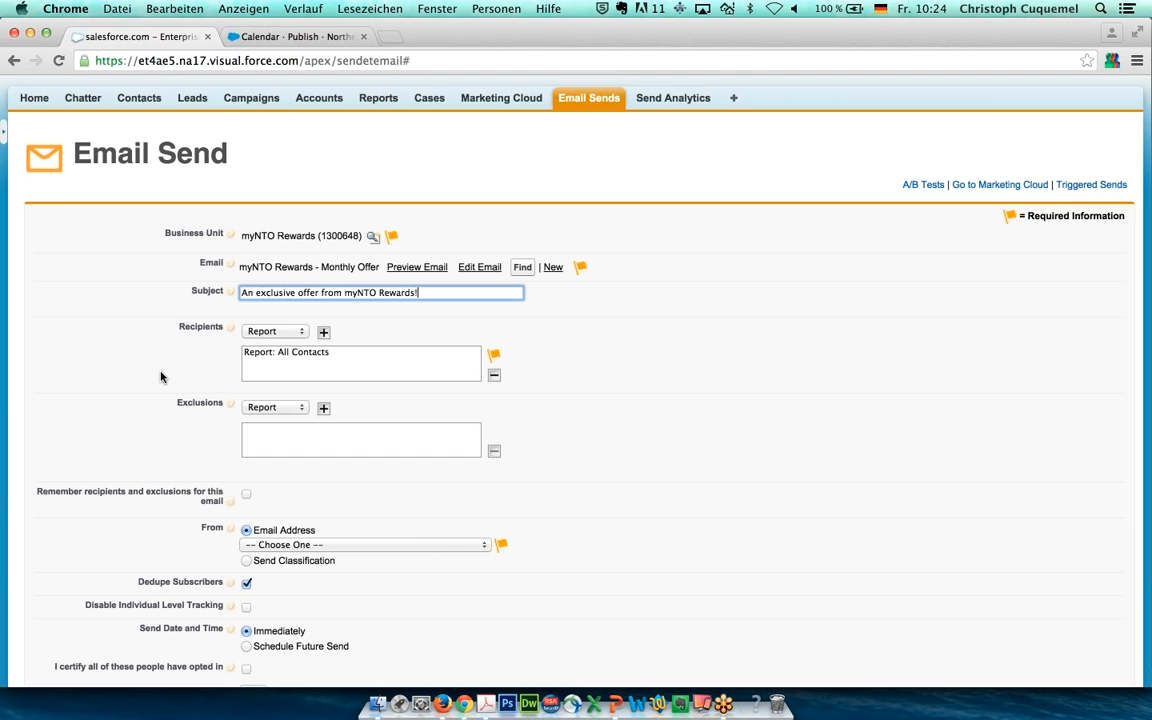 Chrome Datei Bearbeiten Anzeigen Verlauf Lesezeichen Fenster Personen Hilfe 11 100 % Fr. 10:24 Christoph Cuquemel
salesforce.com – Enterpris Calendar · Publish · North
https://et4ae5.na17.visual.force.com/apex/sendetemail#
Home Chatter Contacts Leads Campaigns Accounts Reports Cases Marketing Cloud Email Sends Send Analytics +
Email Send
A/B Tests | Go to Marketing Cloud | Triggered Sends
= Required Information
Business Unit myNTO Rewards (1300648)
Email myNTO Rewards - Monthly Offer Preview Email Edit Email Find | New
Subject An exclusive offer from myNTO Rewards!
Recipients Report
Report: All Contacts
Exclusions Report
Remember recipients and exclusions for this
email
From Email Address
-- Choose One --
Send Classification
Dedupe Subscribers
Disable Individual Level Tracking
Send Date and Time Immediately
Schedule Future Send
I certify all of these people have opted in
Ps Dw